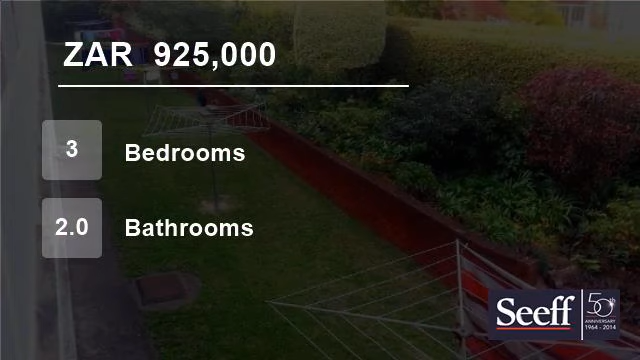 ZAR 925,000
3 Bedrooms
2.0 Bathrooms
Seeff
50
ANNIVERSARY
1964 - 2014